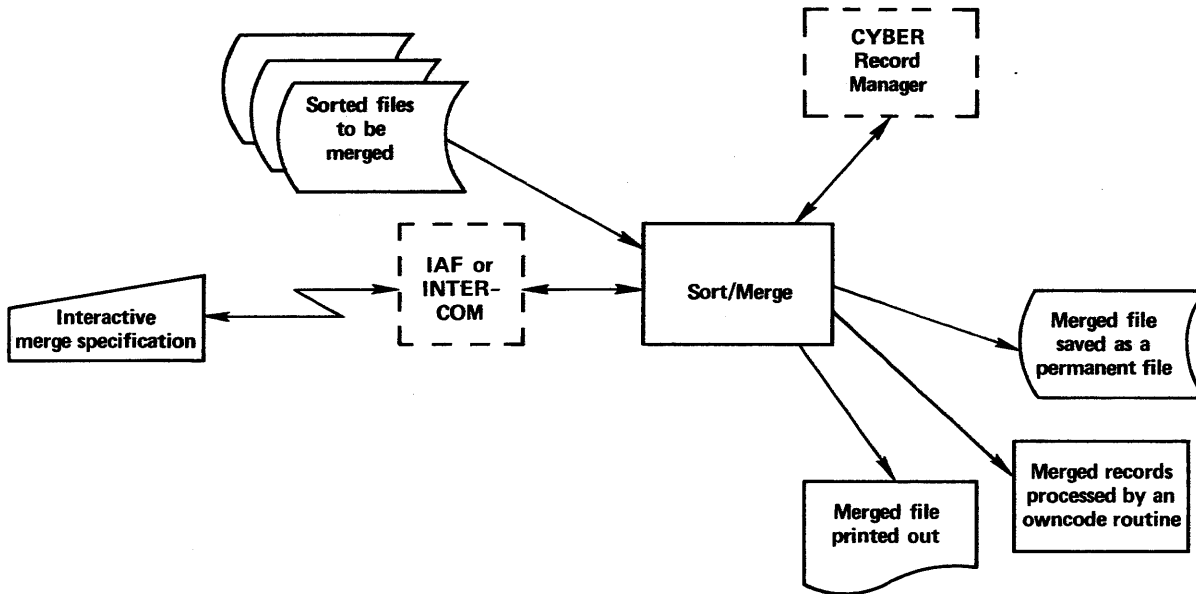 CYBER
Record
Manager
Sorted files
to be
merged
IAF or
INTER-
COM
Sort/Merge
Interactive
merge specification
Merged file
saved as a
permanent file
Merged records
processed by an
owncode routine
Merged file
printed out